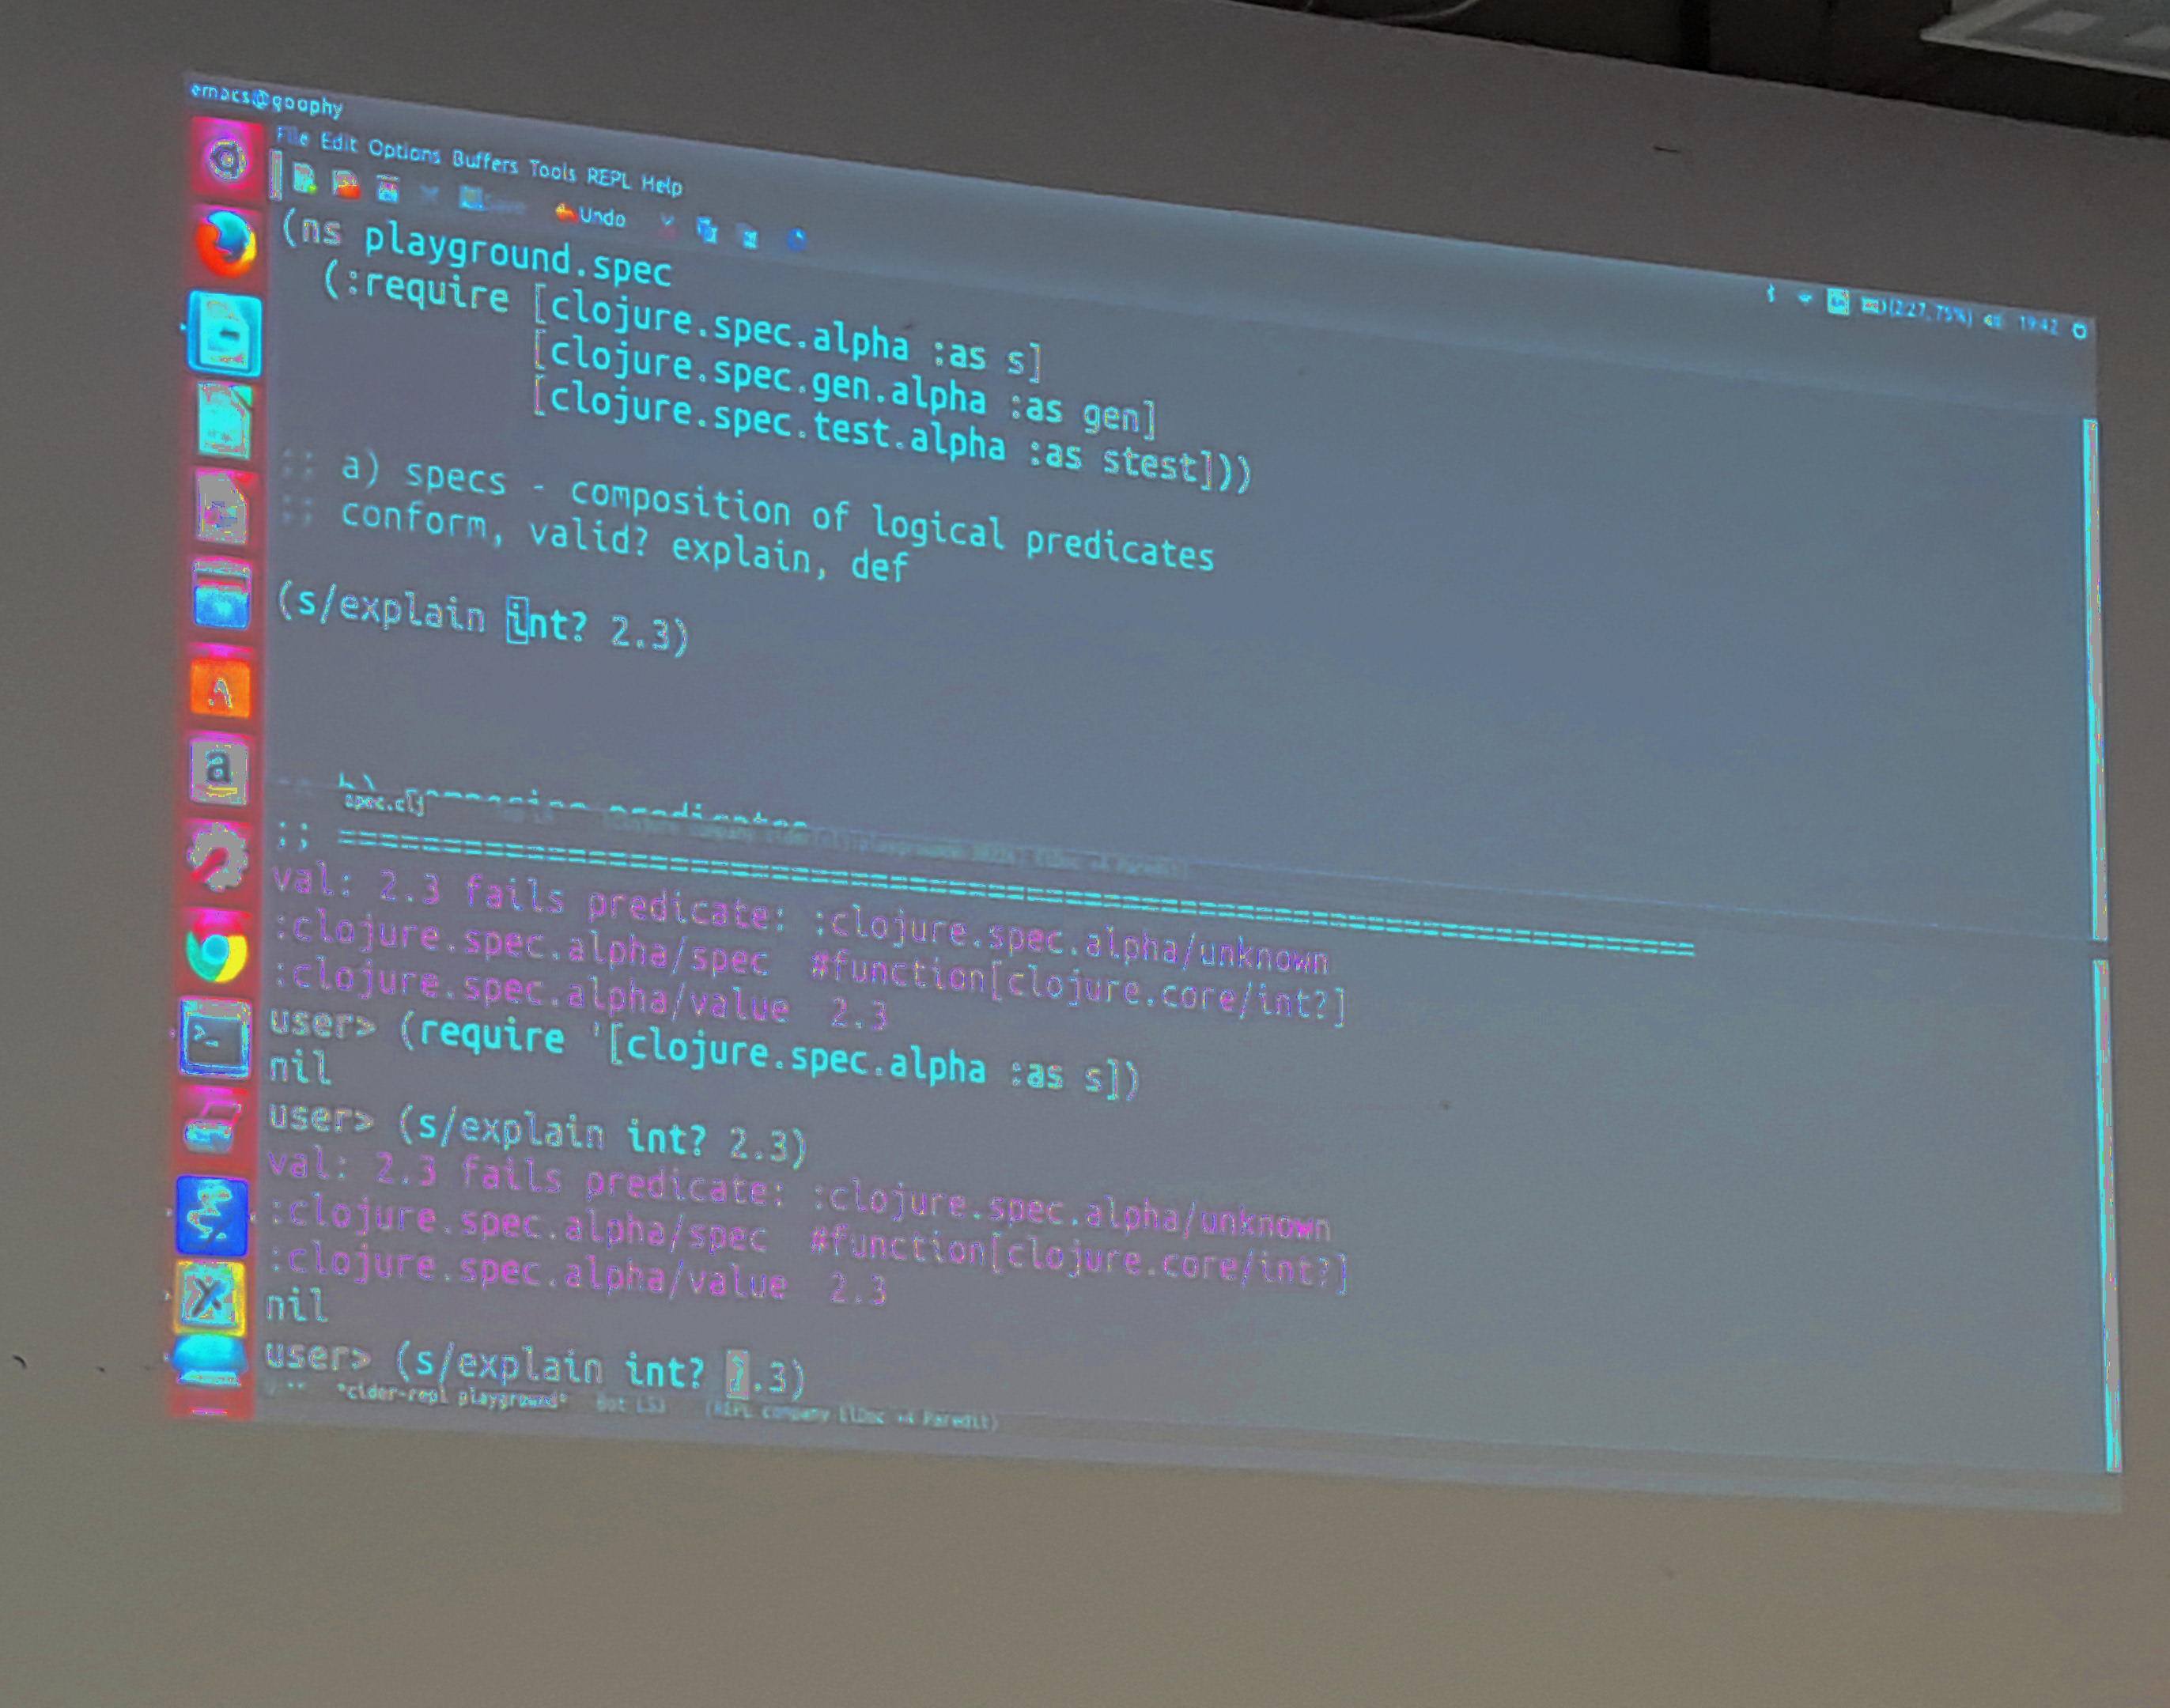 emacs@goophy
File Edit Options Buffers Tools REPL Help
Save Undo
(2:27, 75%) 19:42
(ns playground.spec
(:require [clojure.spec.alpha :as s]
[clojure.spec.gen.alpha :as gen]
[clojure.spec.test.alpha :as stest]))
;; a) specs - composition of logical predicates
;; conform, valid? explain, def
(s/explain int? 2.3)
b) composing predicates
spec.clj
;; ================================================================
val: 2.3 fails predicate: :clojure.spec.alpha/unknown
:clojure.spec.alpha/spec #function[clojure.core/int?]
:clojure.spec.alpha/value 2.3
user> (require '[clojure.spec.alpha :as s])
nil
user> (s/explain int? 2.3)
val: 2.3 fails predicate: :clojure.spec.alpha/unknown
:clojure.spec.alpha/spec #function[clojure.core/int?]
:clojure.spec.alpha/value 2.3
nil
user> (s/explain int? .3)
*cider-repl playground* Bot L53 (REPL company ElDoc +4 Paredit)